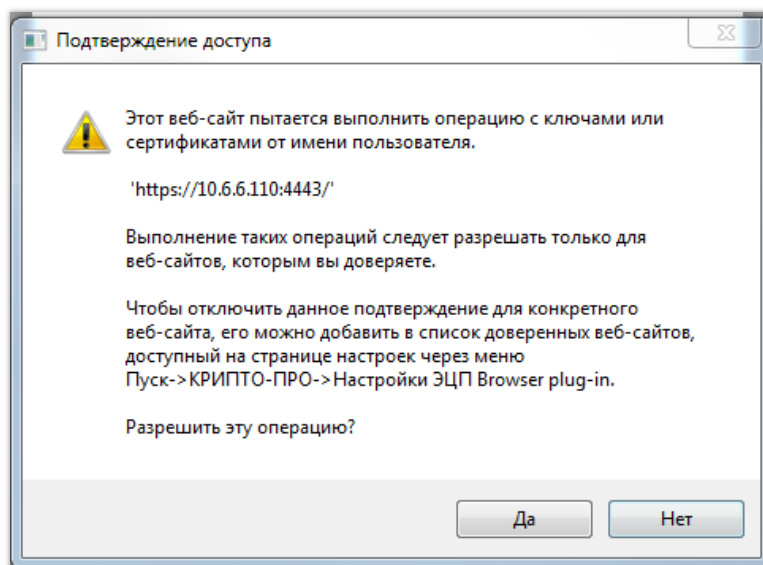 Подтверждение доступа
Этот веб-сайт пытается выполнить операцию с ключами или
сертификатами от имени пользователя.
'https://10.6.6.110:4443/'
Выполнение таких операций следует разрешать только для
веб-сайтов, которым вы доверяете.
Чтобы отключить данное подтверждение для конкретного
веб-сайта, его можно добавить в список доверенных веб-сайтов,
доступный на странице настроек через меню
Пуск->КРИПТО-ПРО->Настройки ЭЦП Browser plug-in.
Разрешить эту операцию?
Да
Нет